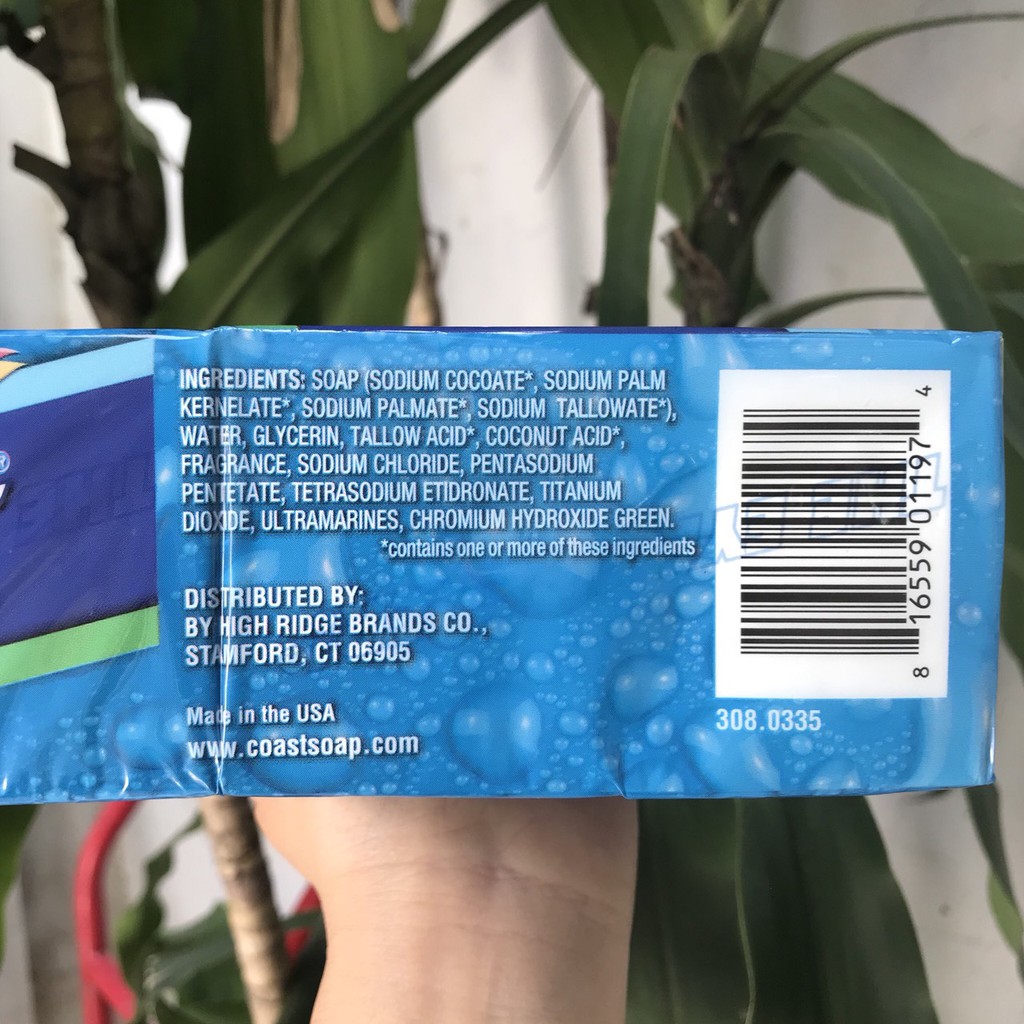 INGREDIENTS: SOAP (SODIUM COCOATE*, SODIUM PALM
KERNELATE*, SODIUM PALMATE*, SODIUM TALLOWATE*),
WATER, GLYCERIN, TALLOW ACID*, COCONUT ACID*,
FRAGRANCE, SODIUM CHLORIDE, PENTASODIUM
PENTETATE, TETRASODIUM ETIDRONATE, TITANIUM
DIOXIDE, ULTRAMARINES, CHROMIUM HYDROXIDE GREEN.
*contains one or more of these ingredients
DISTRIBUTED BY:
BY HIGH RIDGE BRANDS CO.,
STAMFORD, CT 06905
Made in the USA
www.coastsoap.com
8 16559 01197 4
308.0335
®